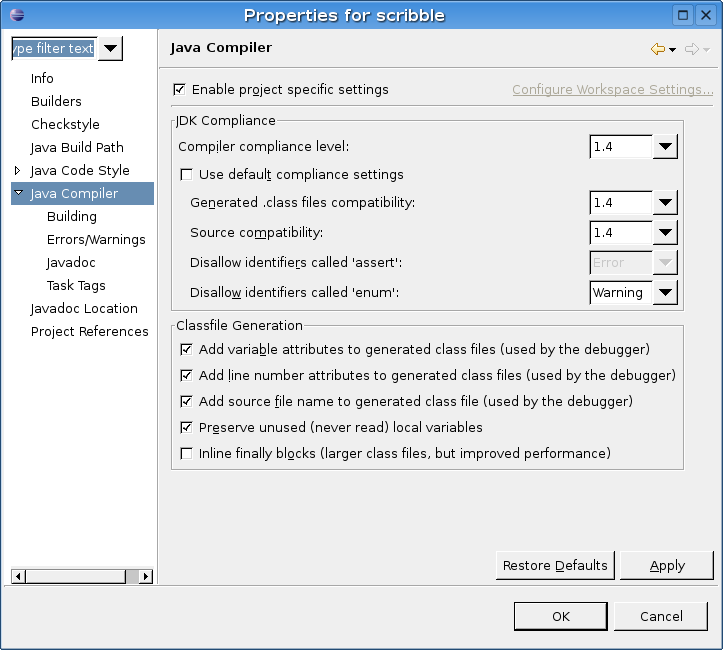 Properties for scribble
ype filter text
Java Compiler
Info
Builders
Checkstyle
Java Build Path
Java Code Style
Java Compiler
Building
Errors/Warnings
Javadoc
Task Tags
Javadoc Location
Project References
Enable project specific settings
Configure Workspace Settings...
JDK Compliance
Compiler compliance level: 1.4
Use default compliance settings
Generated .class files compatibility: 1.4
Source compatibility: 1.4
Disallow identifiers called 'assert': Error
Disallow identifiers called 'enum': Warning
Classfile Generation
Add variable attributes to generated class files (used by the debugger)
Add line number attributes to generated class files (used by the debugger)
Add source file name to generated class file (used by the debugger)
Preserve unused (never read) local variables
Inline finally blocks (larger class files, but improved performance)
Restore Defaults Apply
OK Cancel